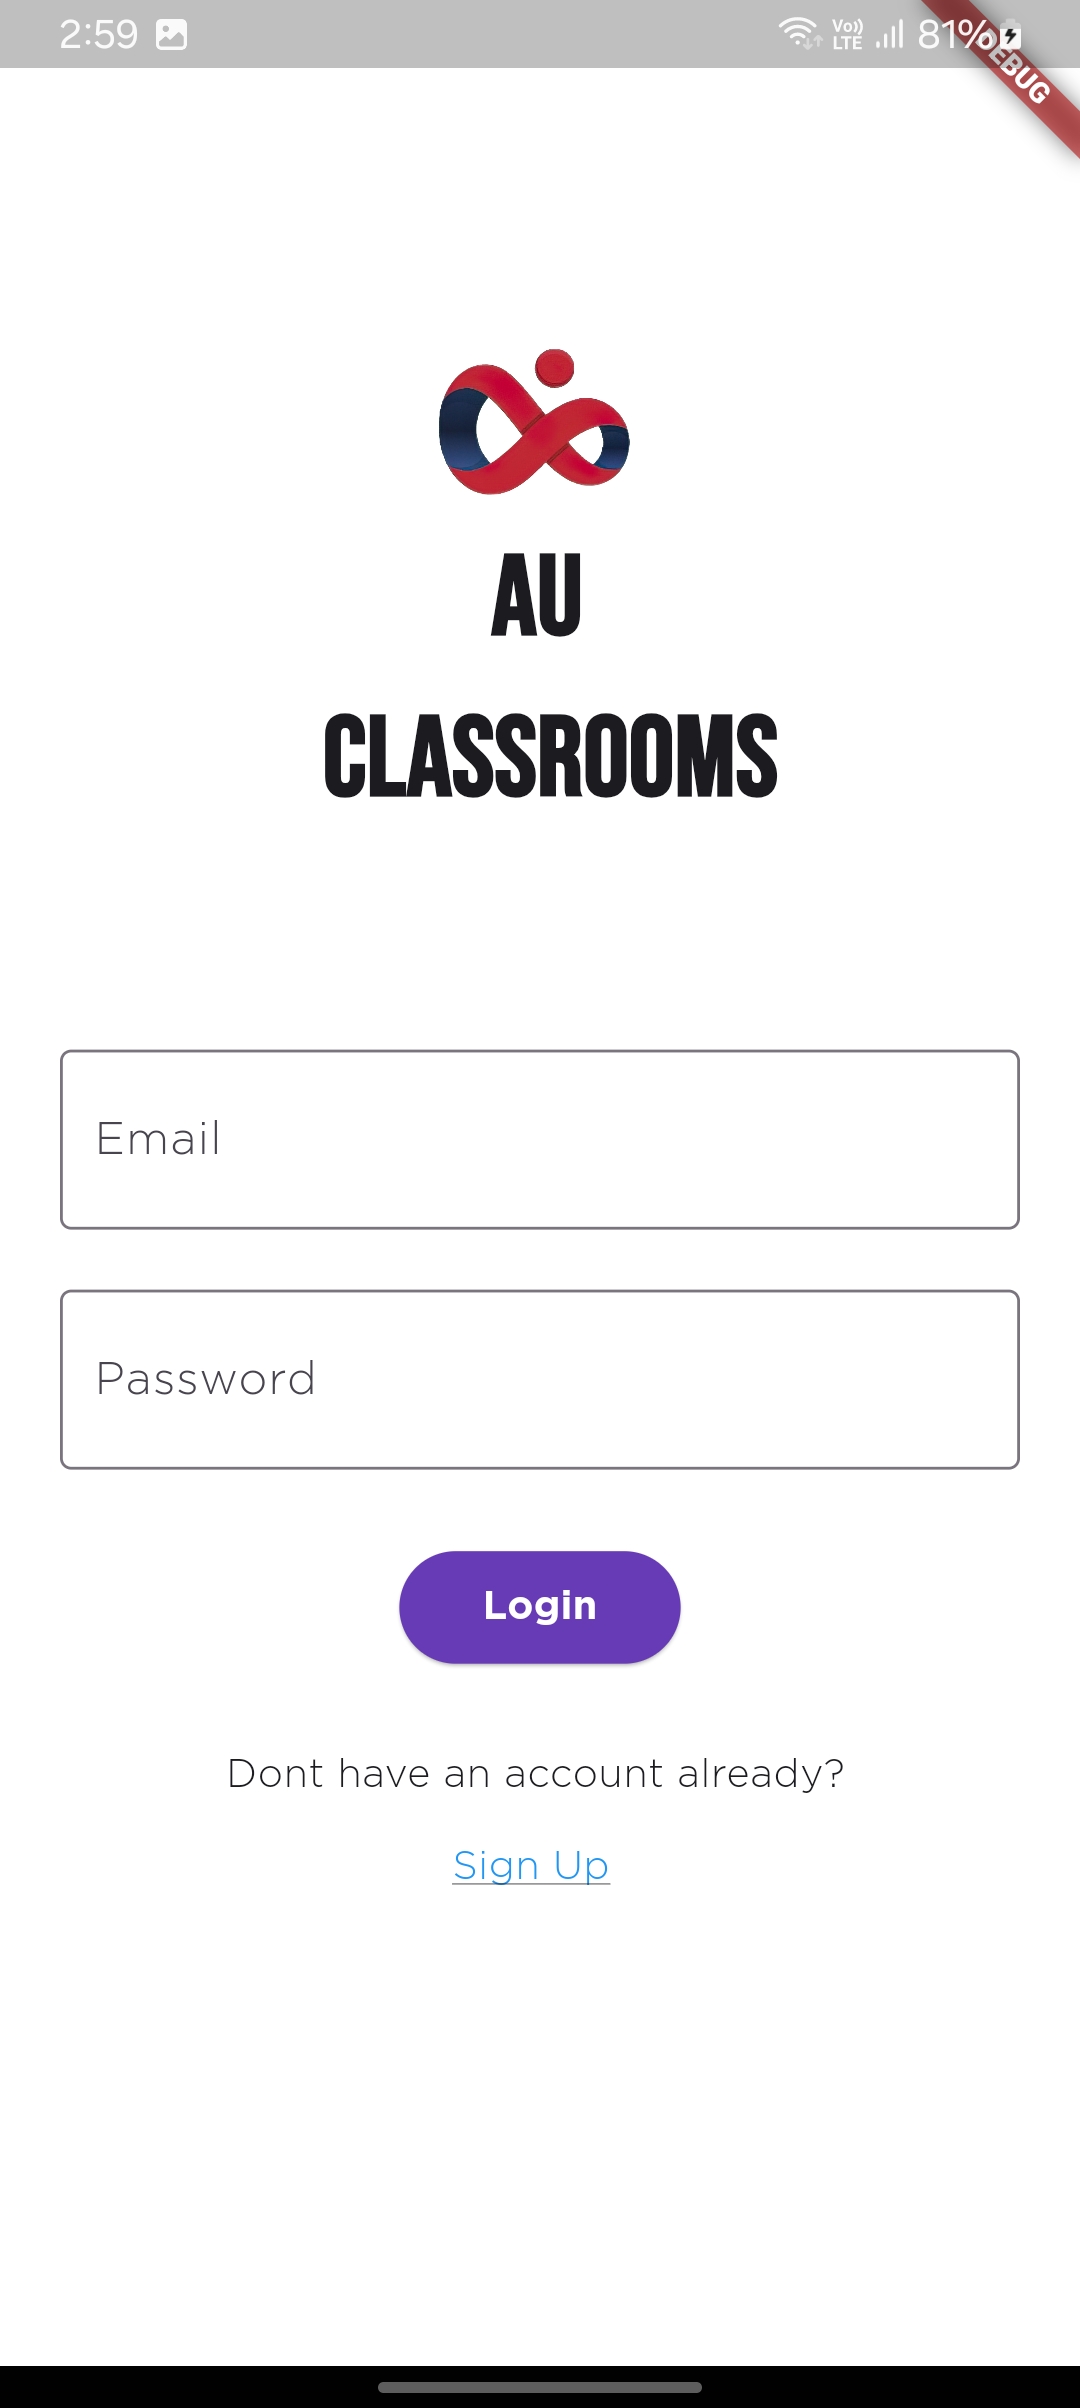 2:59 Vo)) LTE 81%
DEBUG
AU
CLASSROOMS
Email
Password
Login
Dont have an account already?
Sign Up